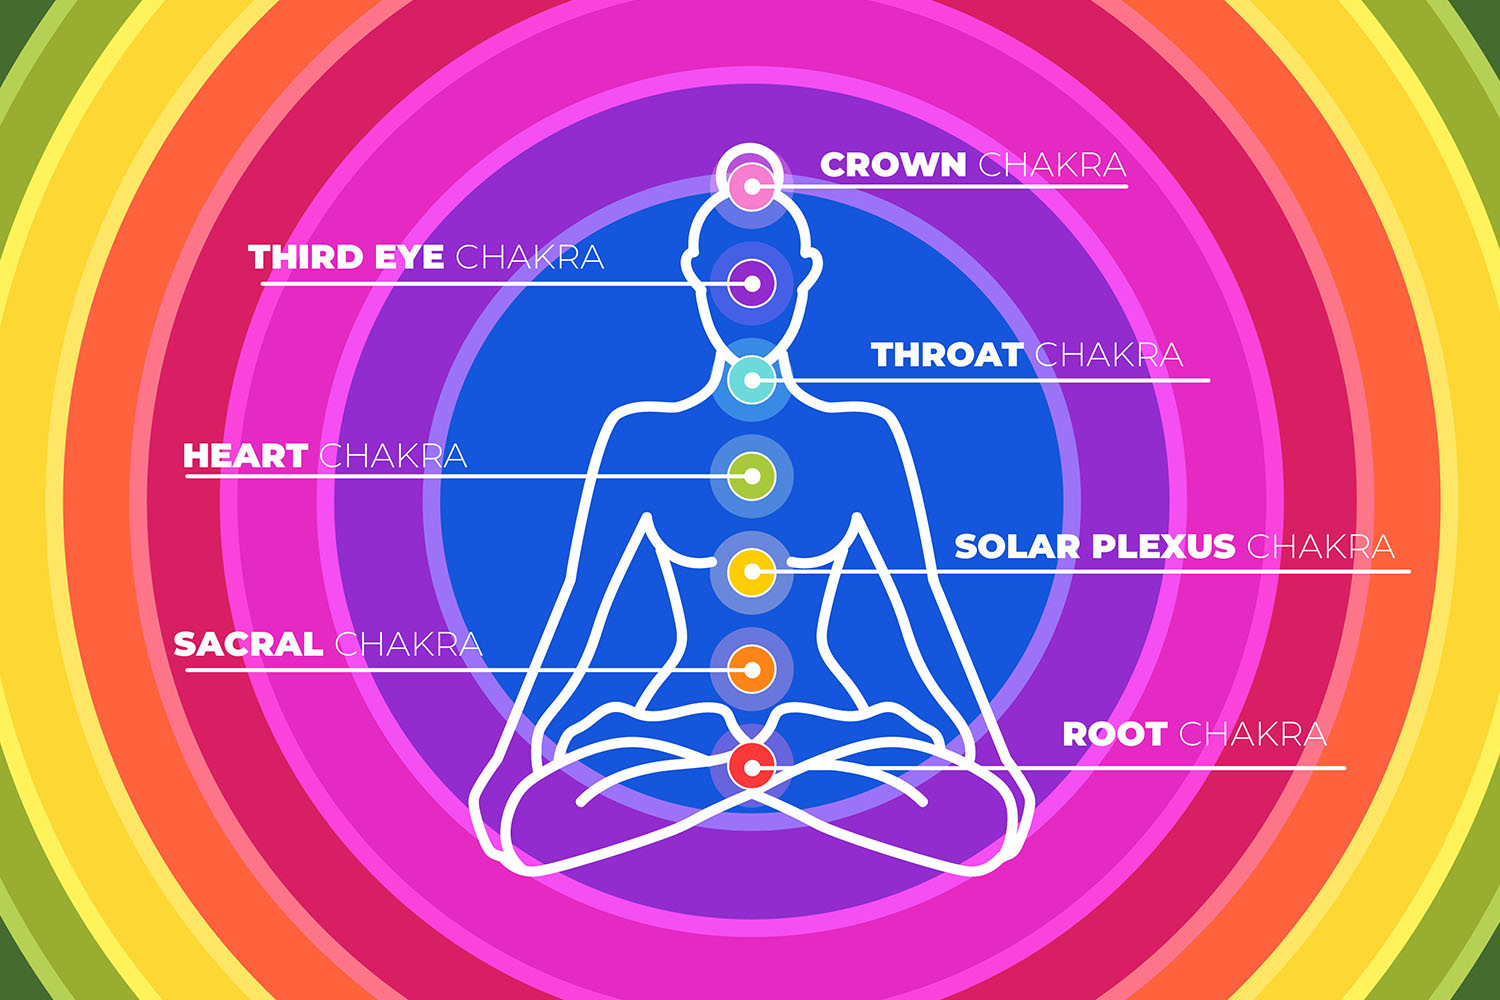 CROWN CHAKRA
THIRD EYE CHAKRA
THROAT CHAKRA
HEART CHAKRA
SOLAR PLEXUS CHAKRA
SACRAL CHAKRA
ROOT CHAKRA